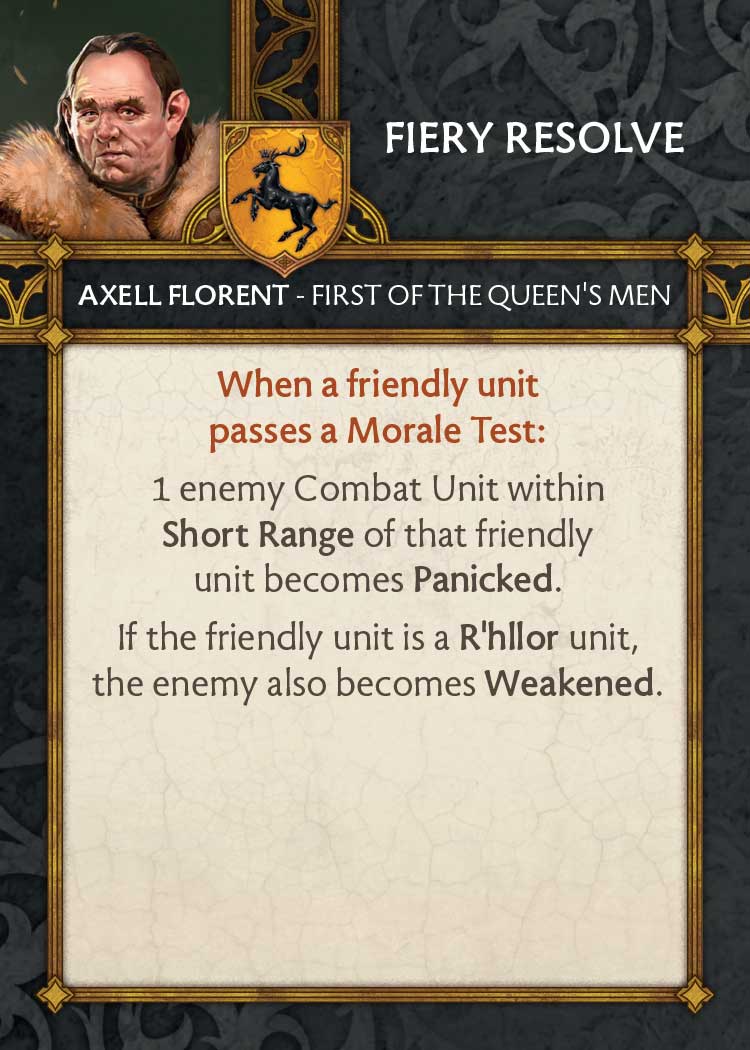 FIERY RESOLVE
AXELL FLORENT - FIRST OF THE QUEEN'S MEN
When a friendly unit
passes a Morale Test:
1 enemy Combat Unit within
Short Range of that friendly
unit becomes Panicked.
If the friendly unit is a R'hllor unit,
the enemy also becomes Weakened.